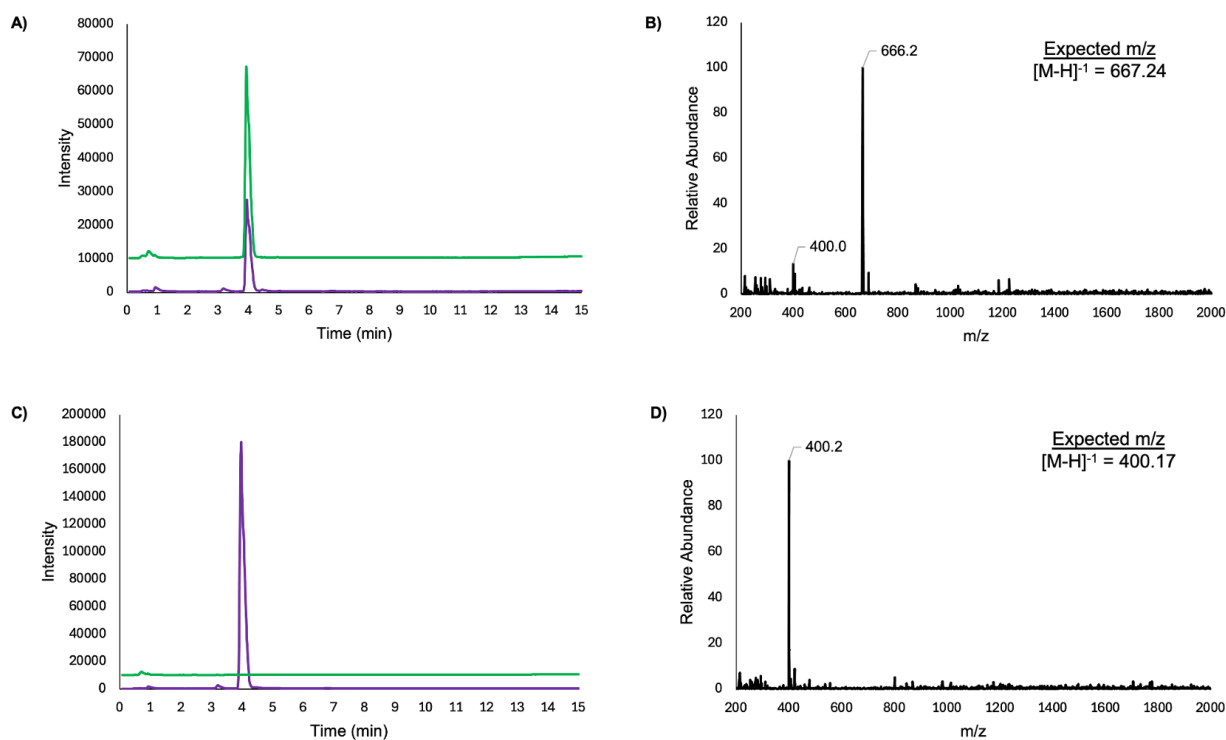 A)
80000
70000
60000
50000
40000
30000
20000
10000
0
Intensity
0 1 2 3 4 5 6 7 8 9 10 11 12 13 14 15
Time (min)
B)
120
100
80
60
40
20
0
Relative Abundance
666.2
400.0
Expected m/z
[M-H]-1 = 667.24
200 400 600 800 1000 1200 1400 1600 1800 2000
m/z
C)
200000
180000
160000
140000
120000
100000
80000
60000
40000
20000
0
Intensity
0 1 2 3 4 5 6 7 8 9 10 11 12 13 14 15
Time (min)
D)
120
100
80
60
40
20
0
Relative Abundance
400.2
Expected m/z
[M-H]-1 = 400.17
200 400 600 800 1000 1200 1400 1600 1800 2000
m/z